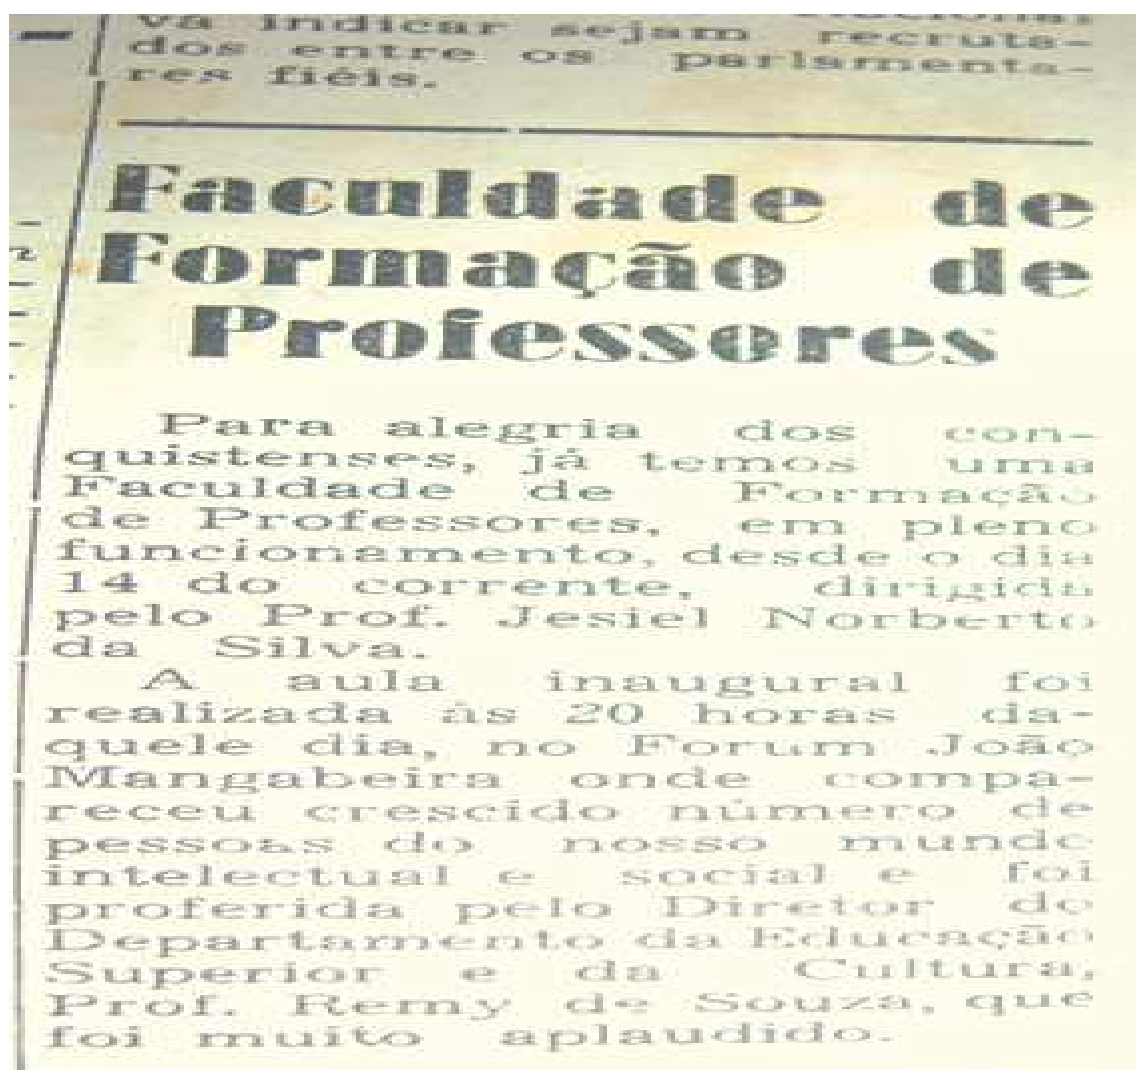 va indicar sejam recruta-
dos entre os parlamenta-
res fiéis.
Faculdade de
Formação de
Professores
Para alegria dos con-
quistenses, já temos uma
Faculdade de Formação
de Professores, em pleno
funcionamento, desde o dia
14 do corrente, dirigida
pelo Prof. Jesiel Norberto
da Silva.
A aula inaugural foi
realizada às 20 horas da-
quele dia, no Forum João
Mangabeira onde compa-
receu crescido número de
pessoas do nosso mundo
intelectual e social e foi
proferida pelo Diretor do
Departamento da Educação
Superior e da Cultura,
Prof. Remy de Souza, que
foi muito aplaudido.